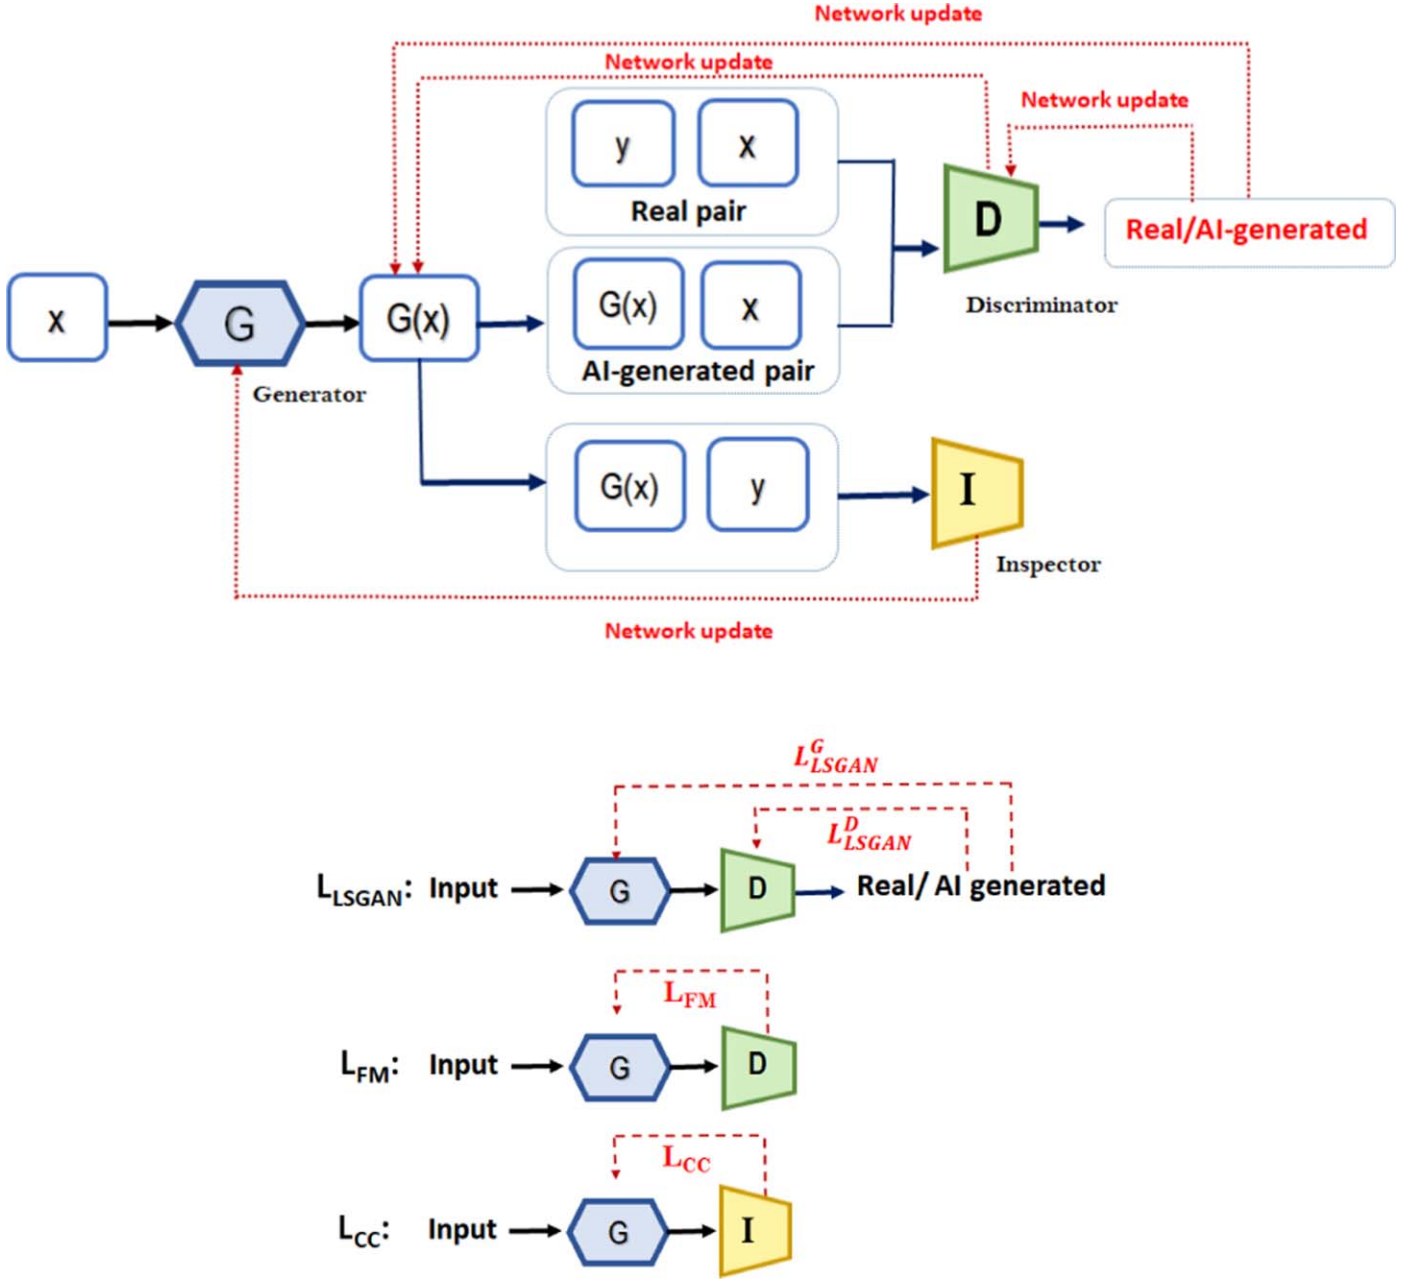 Network update
Network update
Network update
y x
Real pair
D
Real/AI-generated
Discriminator
x
G
G(x)
G(x) x
AI-generated pair
Generator
G(x) y
I
Inspector
Network update
L^G_LSGAN
L^D_LSGAN
L_LSGAN: Input G D Real/ AI generated
L_FM
L_FM: Input G D
L_CC
L_CC: Input G I